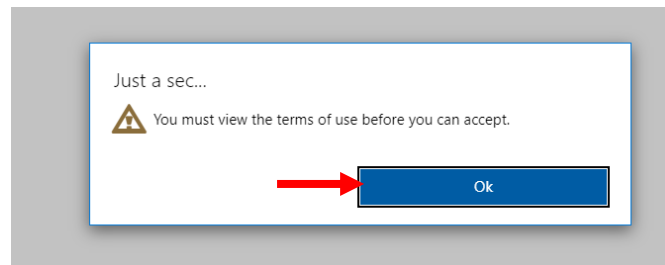 Just a sec...
You must view the terms of use before you can accept.
Ok